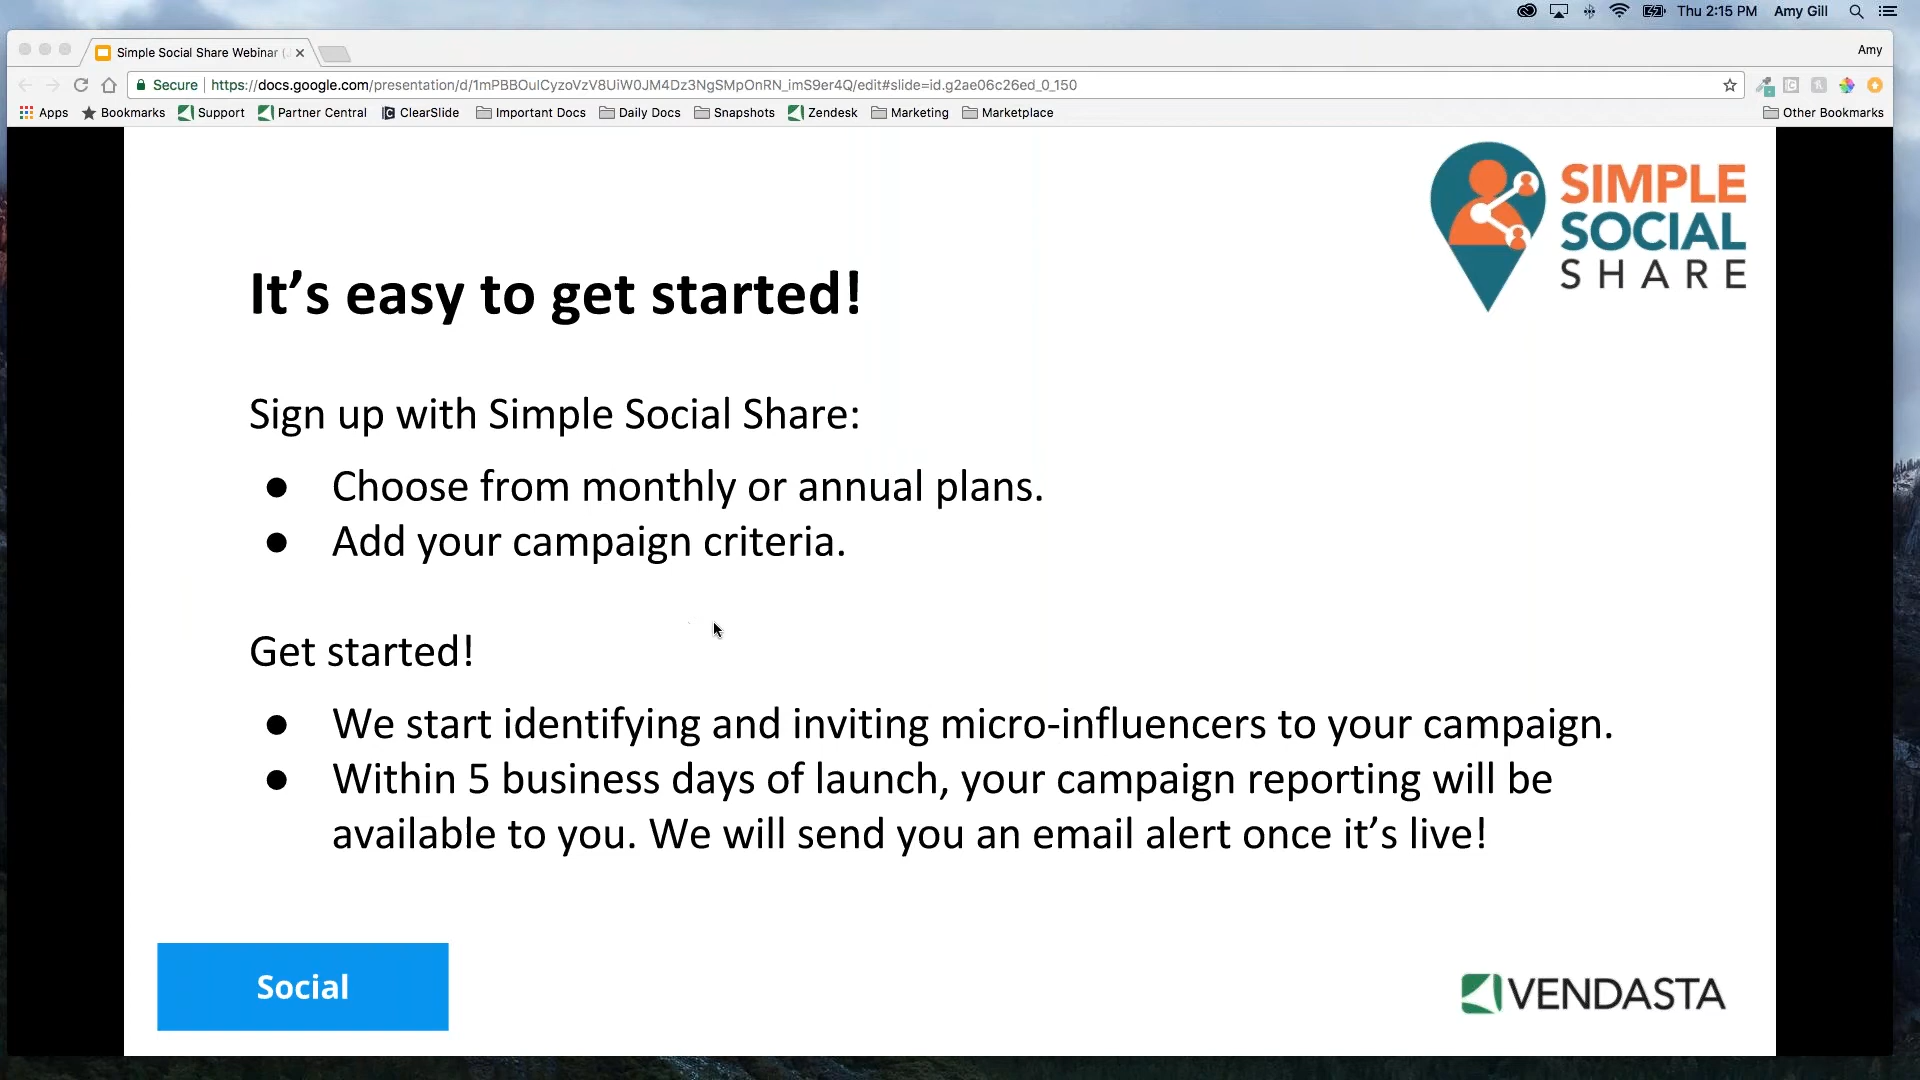 Thu 2:15 PM Amy Gill
Simple Social Share Webinar (
Amy
Secure https://docs.google.com/presentation/d/1mPBBOulCyzoVzV8UiW0JM4Dz3NgSMpOnRN_imS9er4Q/edit#slide=id.g2ae06c26ed_0_150
Apps Bookmarks Support Partner Central ClearSlide Important Docs Daily Docs Snapshots Zendesk Marketing Marketplace Other Bookmarks
SIMPLE
SOCIAL
SHARE
It’s easy to get started!
Sign up with Simple Social Share:
● Choose from monthly or annual plans.
● Add your campaign criteria.
Get started!
● We start identifying and inviting micro-influencers to your campaign.
● Within 5 business days of launch, your campaign reporting will be
available to you. We will send you an email alert once it’s live!
Social
VENDASTA